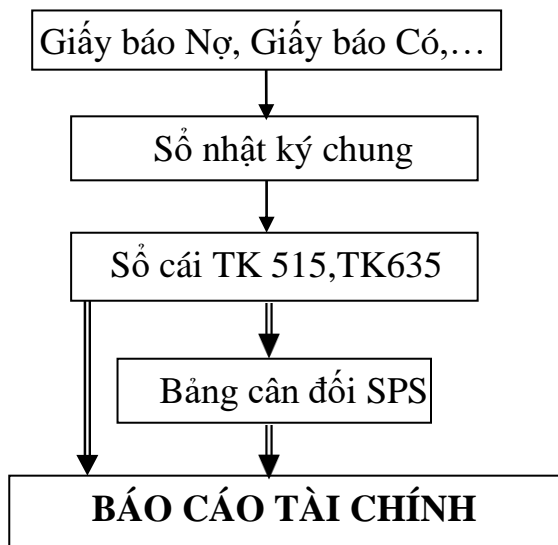 Giấy báo Nợ, Giấy báo Có,…
Sổ nhật ký chung
Sổ cái TK 515,TK635
Bảng cân đối SPS
BÁO CÁO TÀI CHÍNH